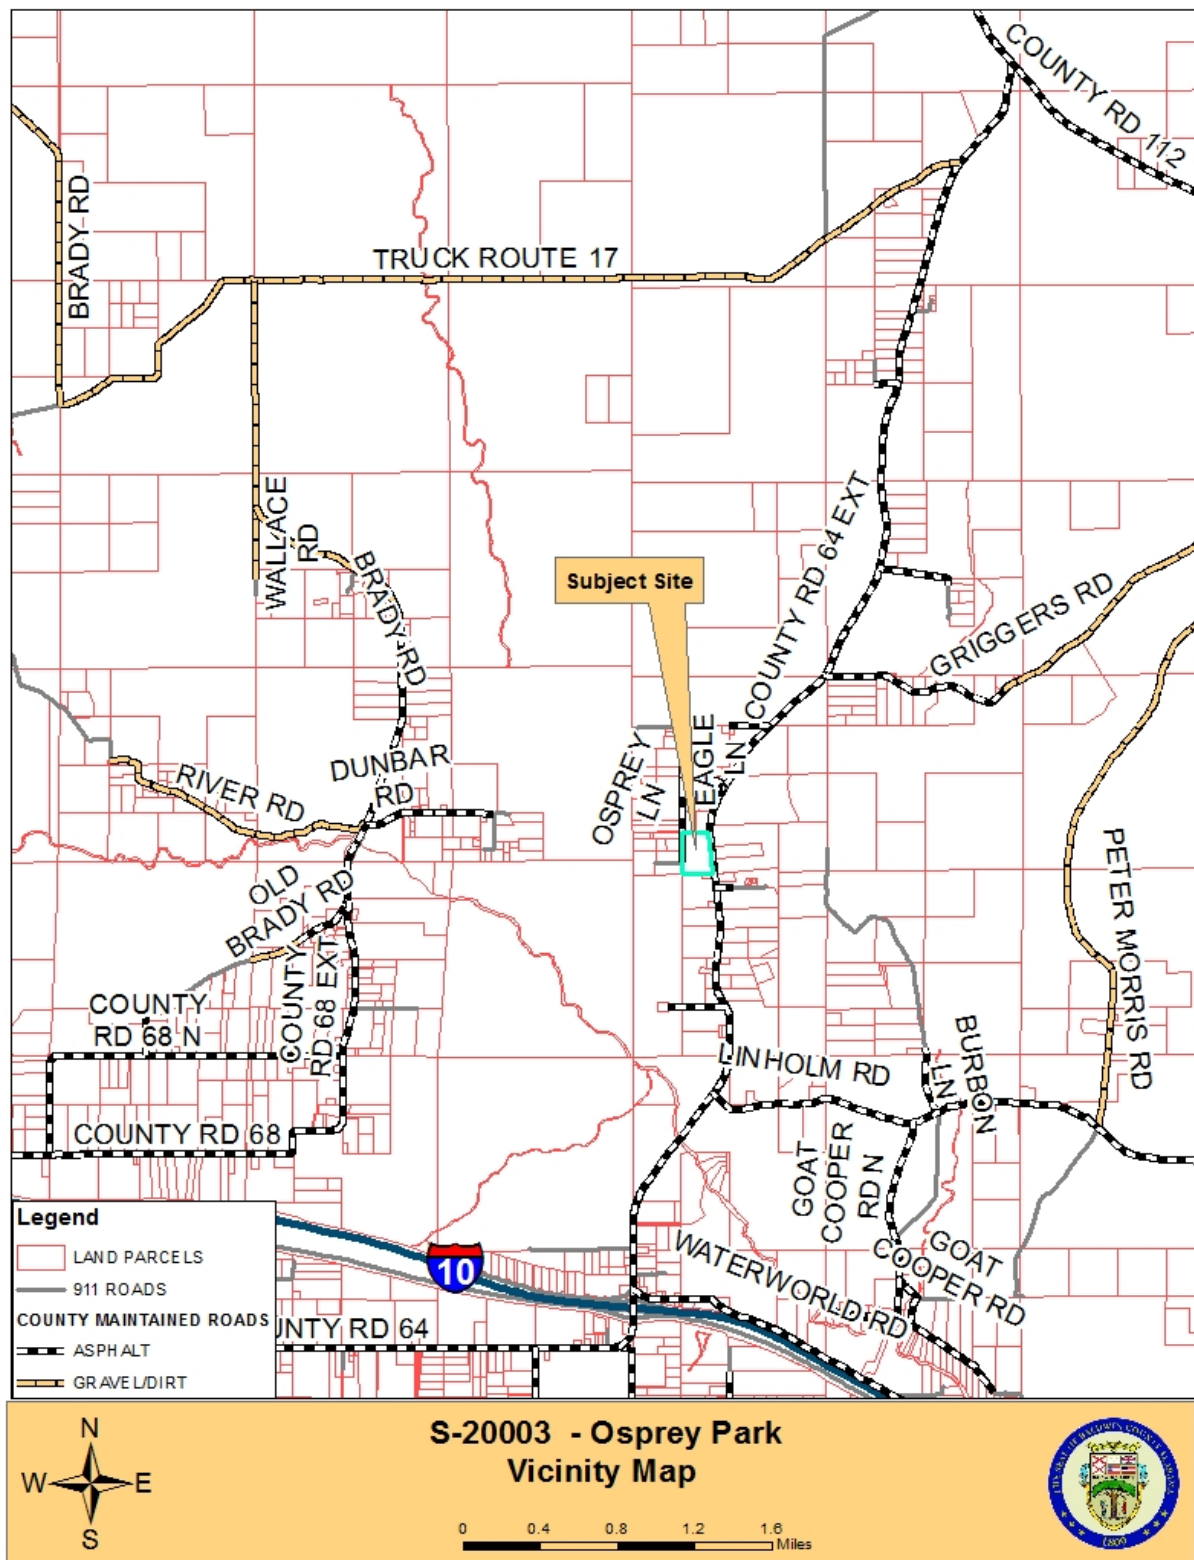 COUNTY RD 112
BRADY RD
TRUCK ROUTE 17
WALLACE
RD
BRADY RD
COUNTY RD 64 EXT
Subject Site
GRIGGERS RD
OSPREY
LN
EAGLE
LN
DUNBAR
RD
RIVER RD
OLD
BRADY RD
COUNTY
RD 68 EXT
COUNTY
RD 68 N
COUNTY RD 68
PETER MORRIS RD
LINHOLM RD
BURBON
LN
GOAT
COOPER
RD N
GOAT
COOPER RD
WATERWORLD RD
10
UNTY RD 64
Legend
LAND PARCELS
911 ROADS
COUNTY MAINTAINED ROADS
ASPHALT
GRAVEL/DIRT
N
W E
S
S-20003 - Osprey Park
Vicinity Map
0 0.4 0.8 1.2 1.6
Miles
1809